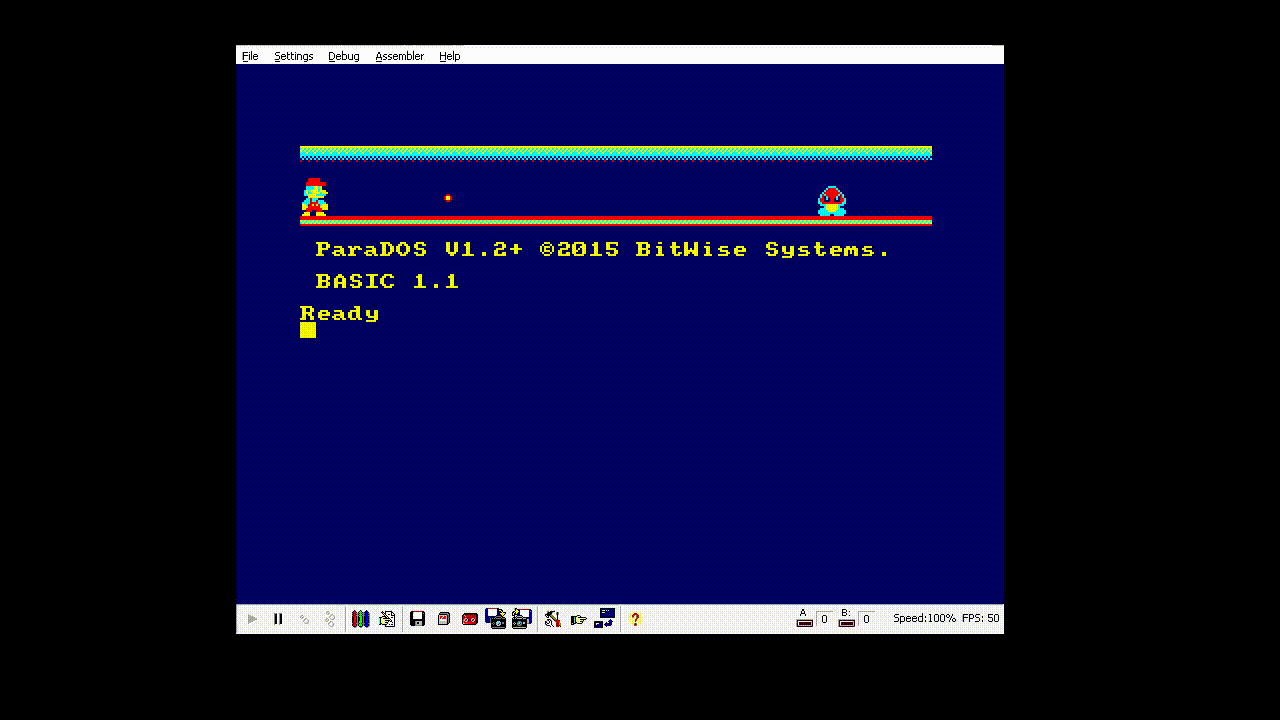 File Settings Debug Assembler Help
ParaDOS V1.2+ ©2015 BitWise Systems.
BASIC 1.1
Ready
A 0 B: 0 Speed:100% FPS: 50